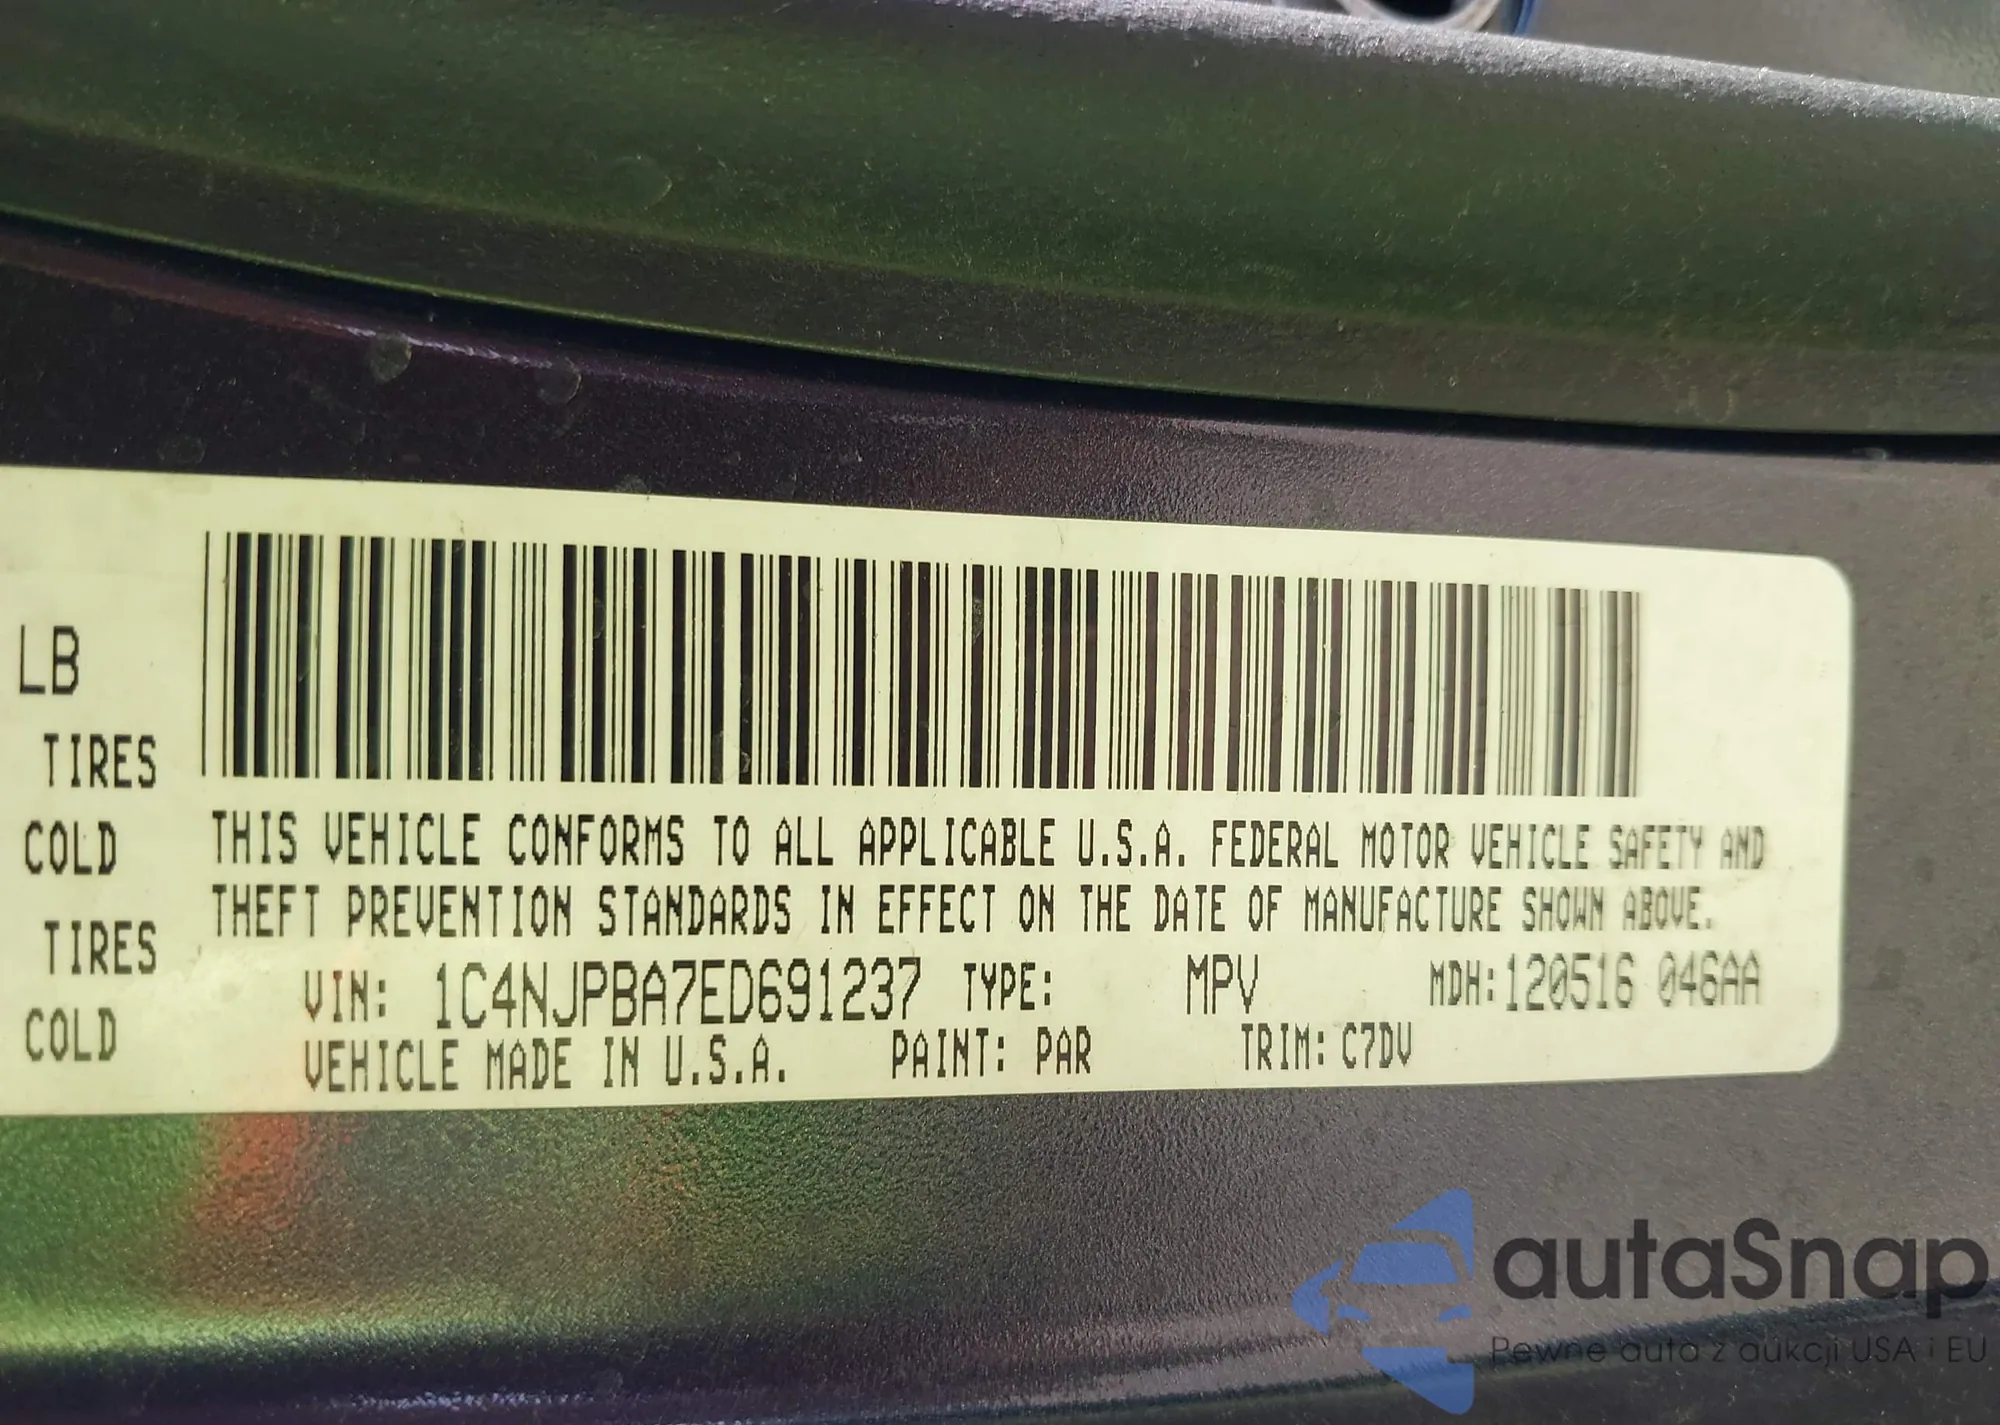 LB
TIRES
COLD
TIRES
COLD
THIS VEHICLE CONFORMS TO ALL APPLICABLE U.S.A. FEDERAL MOTOR VEHICLE SAFETY AND
THEFT PREVENTION STANDARDS IN EFFECT ON THE DATE OF MANUFACTURE SHOWN ABOVE.
VIN: 1C4NJPBA7ED691237 TYPE: MPV MDH:120516 046AA
VEHICLE MADE IN U.S.A. PAINT: PAR TRIM: C7DV
autaSnap
Pewne auta z aukcji USA i EU